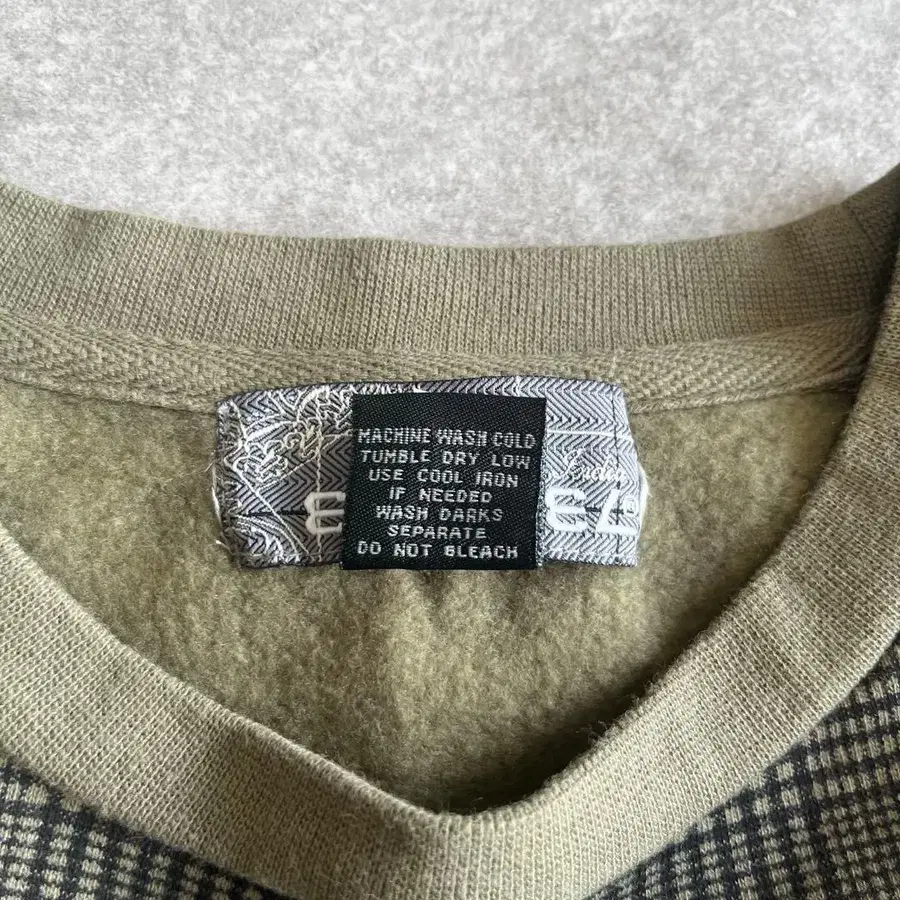 MACHINE WASH COLD
TUMBLE DRY LOW
USE COOL IRON
IF NEEDED
WASH DARKS
SEPARATE
DO NOT BLEACH